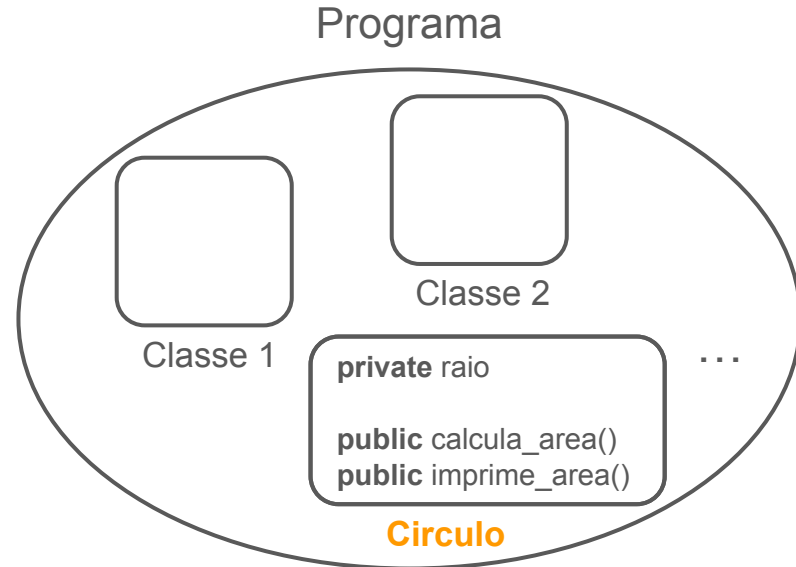 Programa
Classe 2
Classe 1
private raio
...
public calcula_area()
public imprime_area()
Circulo